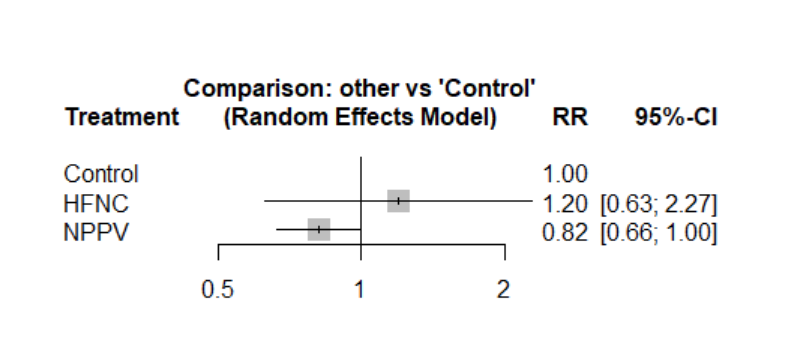 Comparison: other vs 'Control'
Treatment (Random Effects Model) RR 95%-CI
Control 1.00
HFNC 1.20 [0.63; 2.27]
NPPV 0.82 [0.66; 1.00]
0.5 1 2